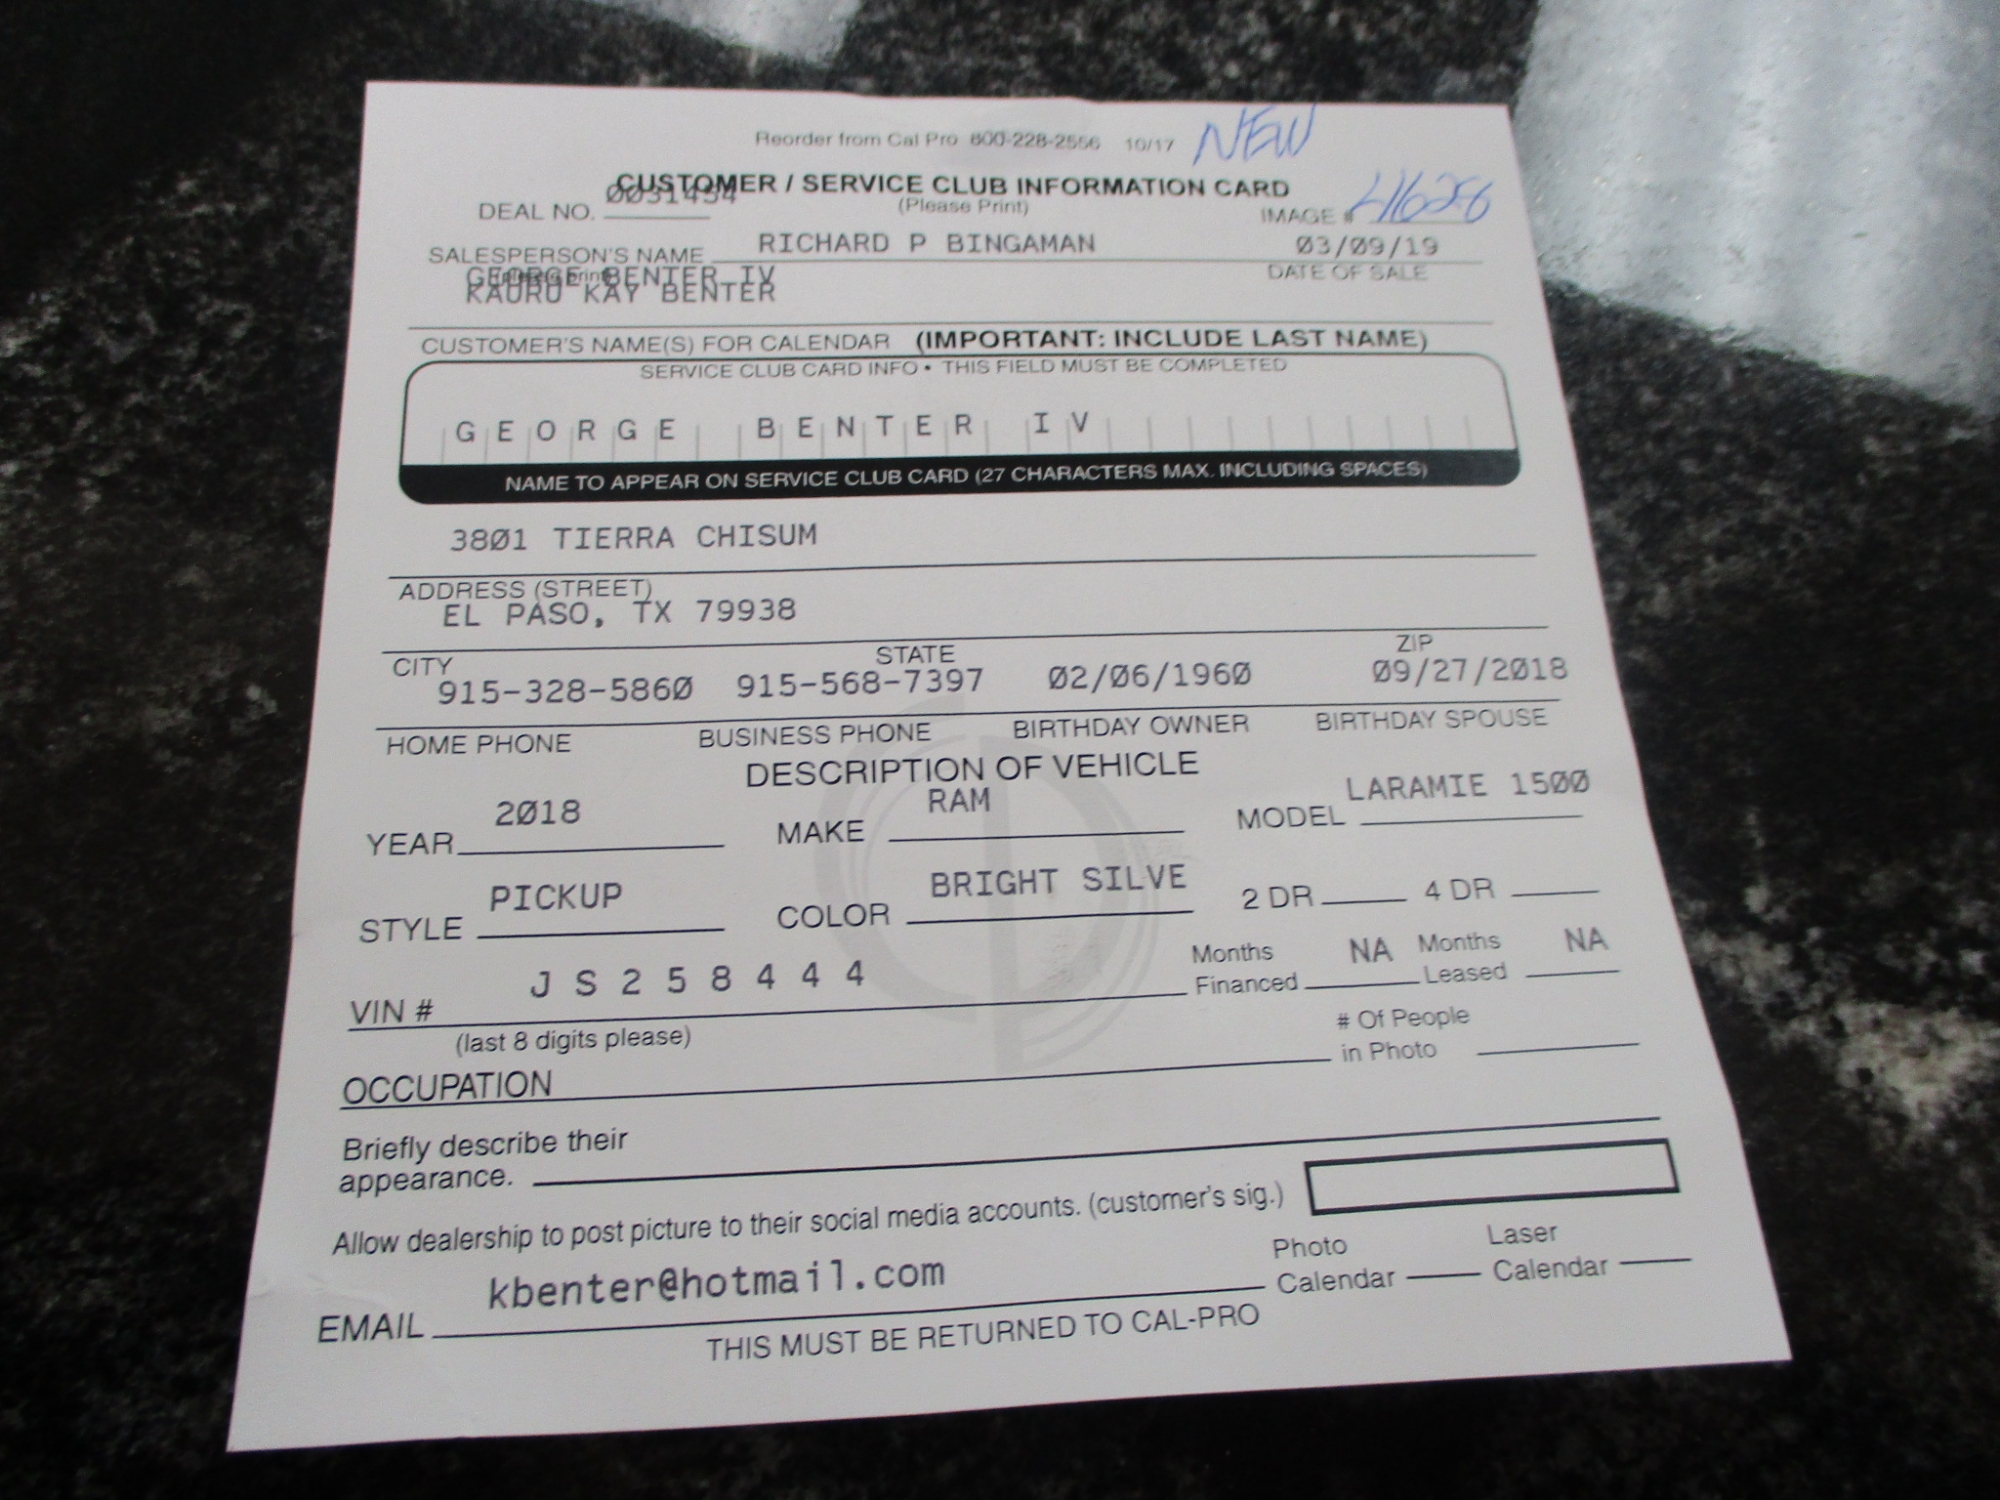 Reorder from Cal Pro 800-228-2556 10/17 NEW
CUSTOMER / SERVICE CLUB INFORMATION CARD
(Please Print)
DEAL NO. 0031454
IMAGE #
SALESPERSON'S NAME RICHARD P BINGAMAN 03/09/19
DATE OF SALE
GEORGE BENTER IV
KAORU KAY BENTER
CUSTOMER'S NAME(S) FOR CALENDAR (IMPORTANT: INCLUDE LAST NAME)
SERVICE CLUB CARD INFO • THIS FIELD MUST BE COMPLETED
GEORGE BENTER IV
NAME TO APPEAR ON SERVICE CLUB CARD (27 CHARACTERS MAX. INCLUDING SPACES)
3801 TIERRA CHISUM
ADDRESS (STREET)
EL PASO, TX 79938
CITY STATE ZIP
915-328-5860 915-568-7397 02/06/1960 09/27/2018
HOME PHONE BUSINESS PHONE BIRTHDAY OWNER BIRTHDAY SPOUSE
DESCRIPTION OF VEHICLE
YEAR 2018 MAKE RAM MODEL LARAMIE 1500
STYLE PICKUP COLOR BRIGHT SILVE 2 DR 4 DR
VIN # JS258444 Months Financed NA Months Leased NA
(last 8 digits please)
OCCUPATION # Of People in Photo
Briefly describe their
appearance.
Allow dealership to post picture to their social media accounts. (customer's sig.)
EMAIL kbenter@hotmail.com Photo Calendar Laser Calendar
THIS MUST BE RETURNED TO CAL-PRO